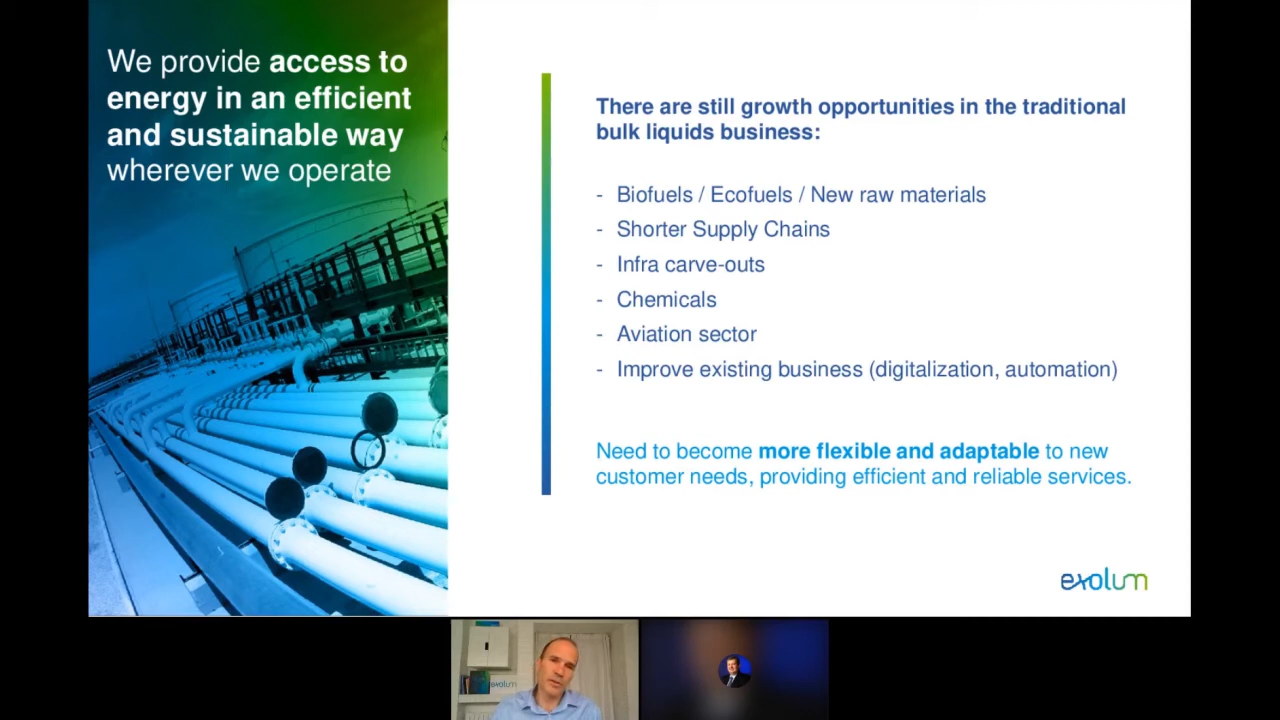 We provide access to
energy in an efficient
and sustainable way
wherever we operate
There are still growth opportunities in the traditional
bulk liquids business:
- Biofuels / Ecofuels / New raw materials
- Shorter Supply Chains
- Infra carve-outs
- Chemicals
- Aviation sector
- Improve existing business (digitalization, automation)
Need to become more flexible and adaptable to new
customer needs, providing efficient and reliable services.
exolum
exolum